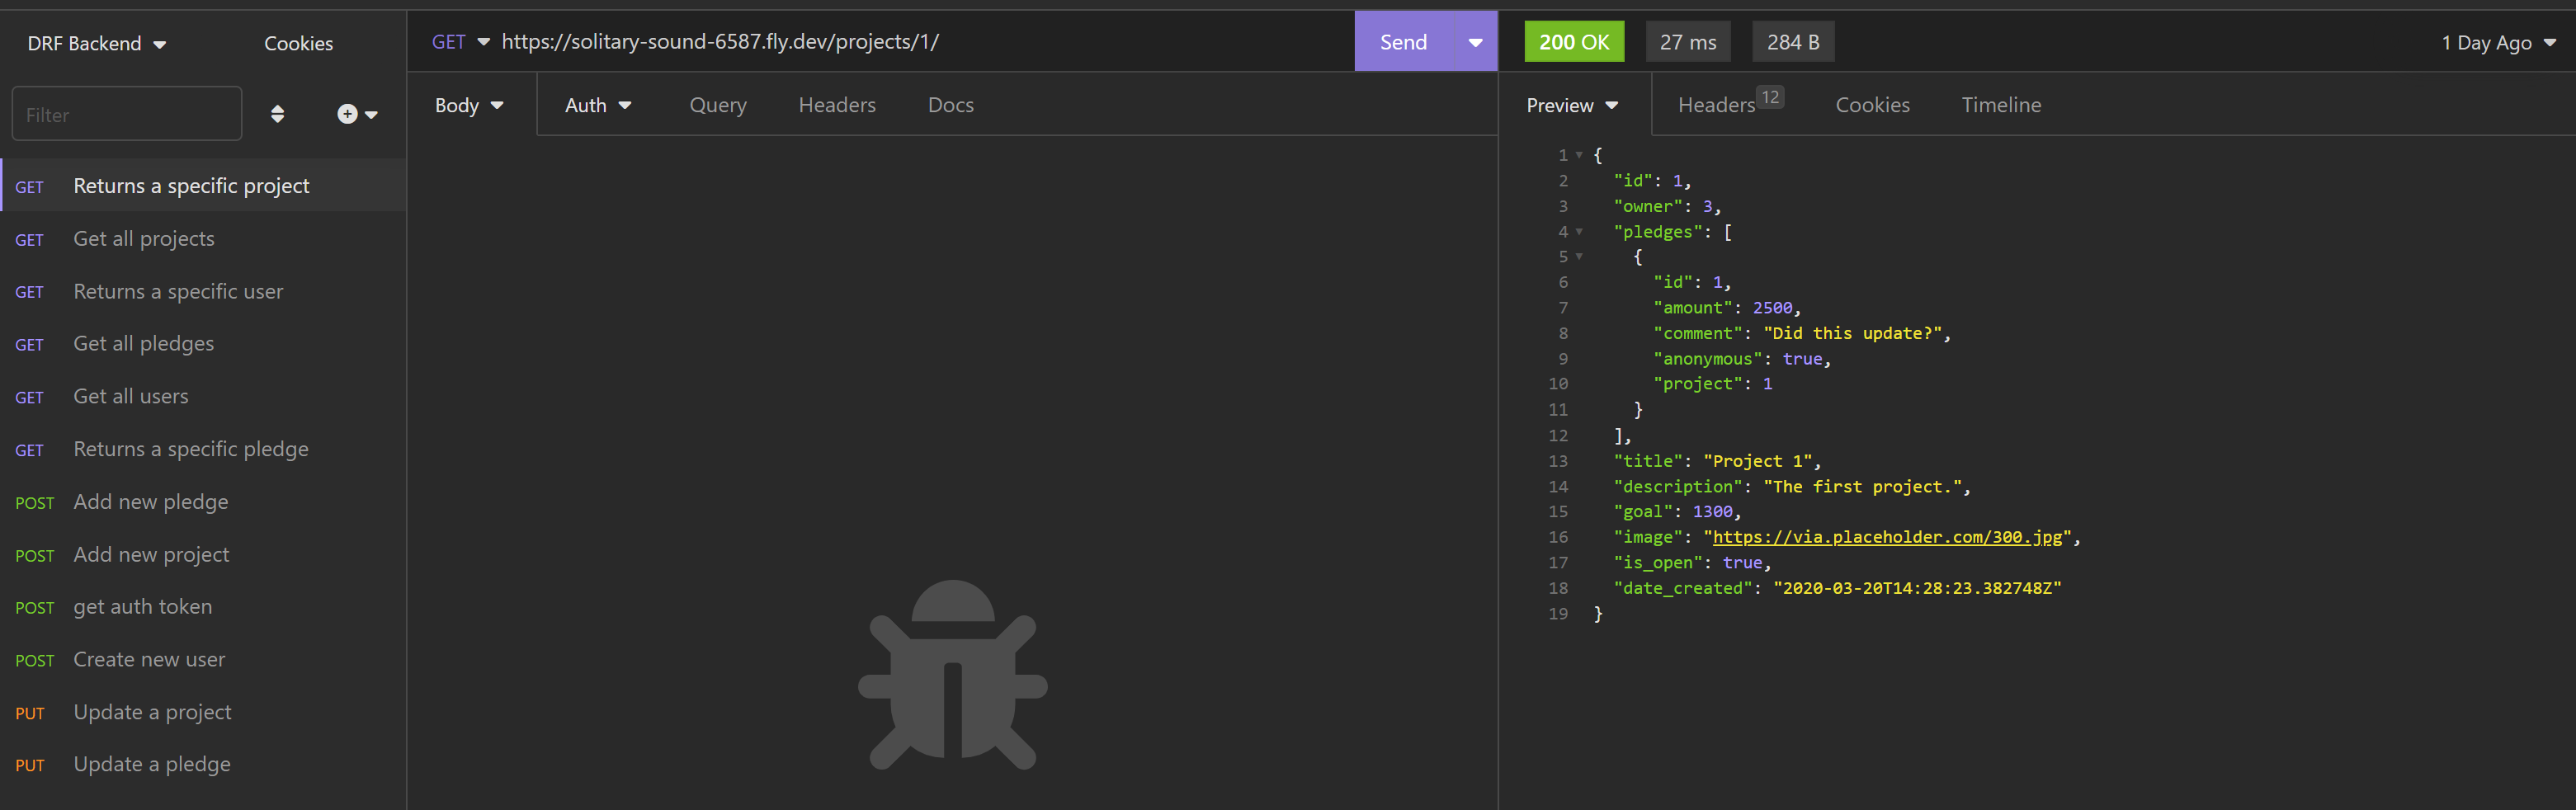 DRF Backend Cookies
Filter
GET Returns a specific project
GET Get all projects
GET Returns a specific user
GET Get all pledges
GET Get all users
GET Returns a specific pledge
POST Add new pledge
POST Add new project
POST get auth token
POST Create new user
PUT Update a project
PUT Update a pledge
GET https://solitary-sound-6587.fly.dev/projects/1/ Send
Body Auth Query Headers Docs
200 OK 27 ms 284 B 1 Day Ago
Preview Headers 12 Cookies Timeline
1 {
2 "id": 1,
3 "owner": 3,
4 "pledges": [
5 {
6 "id": 1,
7 "amount": 2500,
8 "comment": "Did this update?",
9 "anonymous": true,
10 "project": 1
11 }
12 ],
13 "title": "Project 1",
14 "description": "The first project.",
15 "goal": 1300,
16 "image": "https://via.placeholder.com/300.jpg",
17 "is_open": true,
18 "date_created": "2020-03-20T14:28:23.382748Z"
19 }